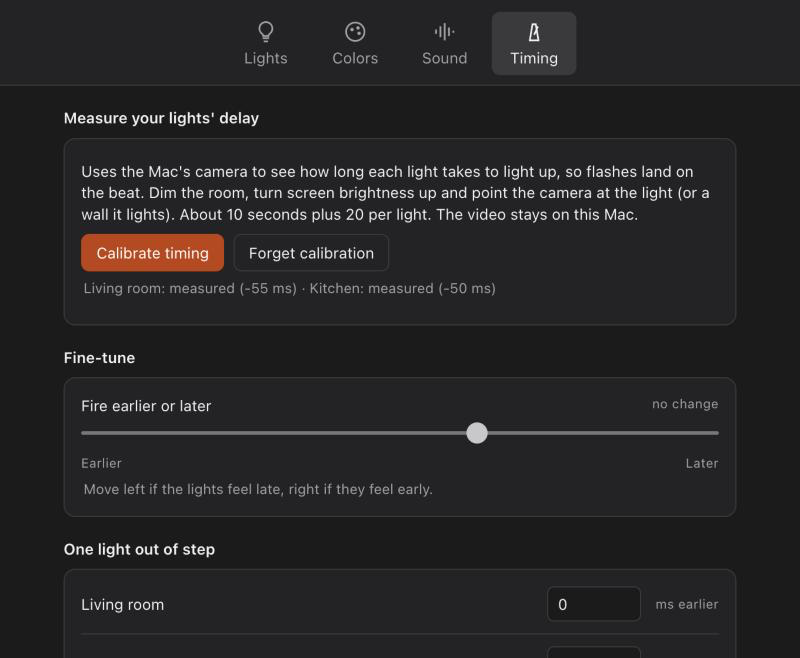 Lights Colors Sound Timing
Measure your lights' delay
Uses the Mac's camera to see how long each light takes to light up, so flashes land on
the beat. Dim the room, turn screen brightness up and point the camera at the light (or a
wall it lights). About 10 seconds plus 20 per light. The video stays on this Mac.
Calibrate timing Forget calibration
Living room: measured (-55 ms) · Kitchen: measured (-50 ms)
Fine-tune
Fire earlier or later no change
Earlier Later
Move left if the lights feel late, right if they feel early.
One light out of step
Living room 0 ms earlier